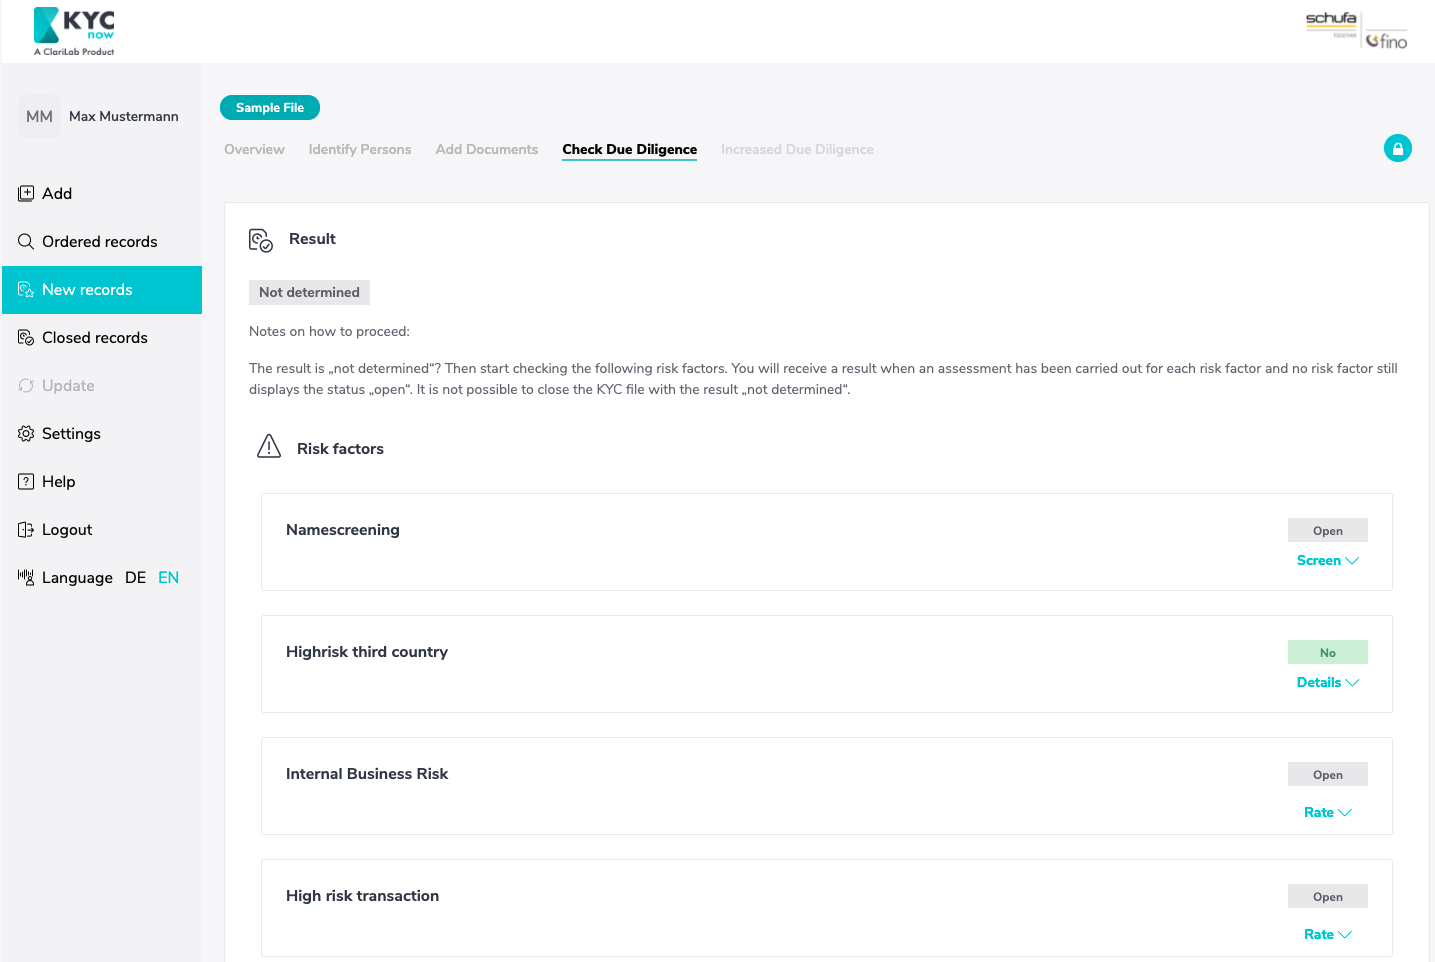 KYC
now
A ClariLab Product
schufa
TOGETHER
fino
MM Max Mustermann
Add
Ordered records
New records
Closed records
Update
Settings
Help
Logout
Language DE EN
Sample File
Overview Identify Persons Add Documents Check Due Diligence Increased Due Diligence
Result
Not determined
Notes on how to proceed:
The result is „not determined“? Then start checking the following risk factors. You will receive a result when an assessment has been carried out for each risk factor and no risk factor still
displays the status „open“. It is not possible to close the KYC file with the result „not determined“.
Risk factors
Namescreening
Open
Screen
Highrisk third country
No
Details
Internal Business Risk
Open
Rate
High risk transaction
Open
Rate